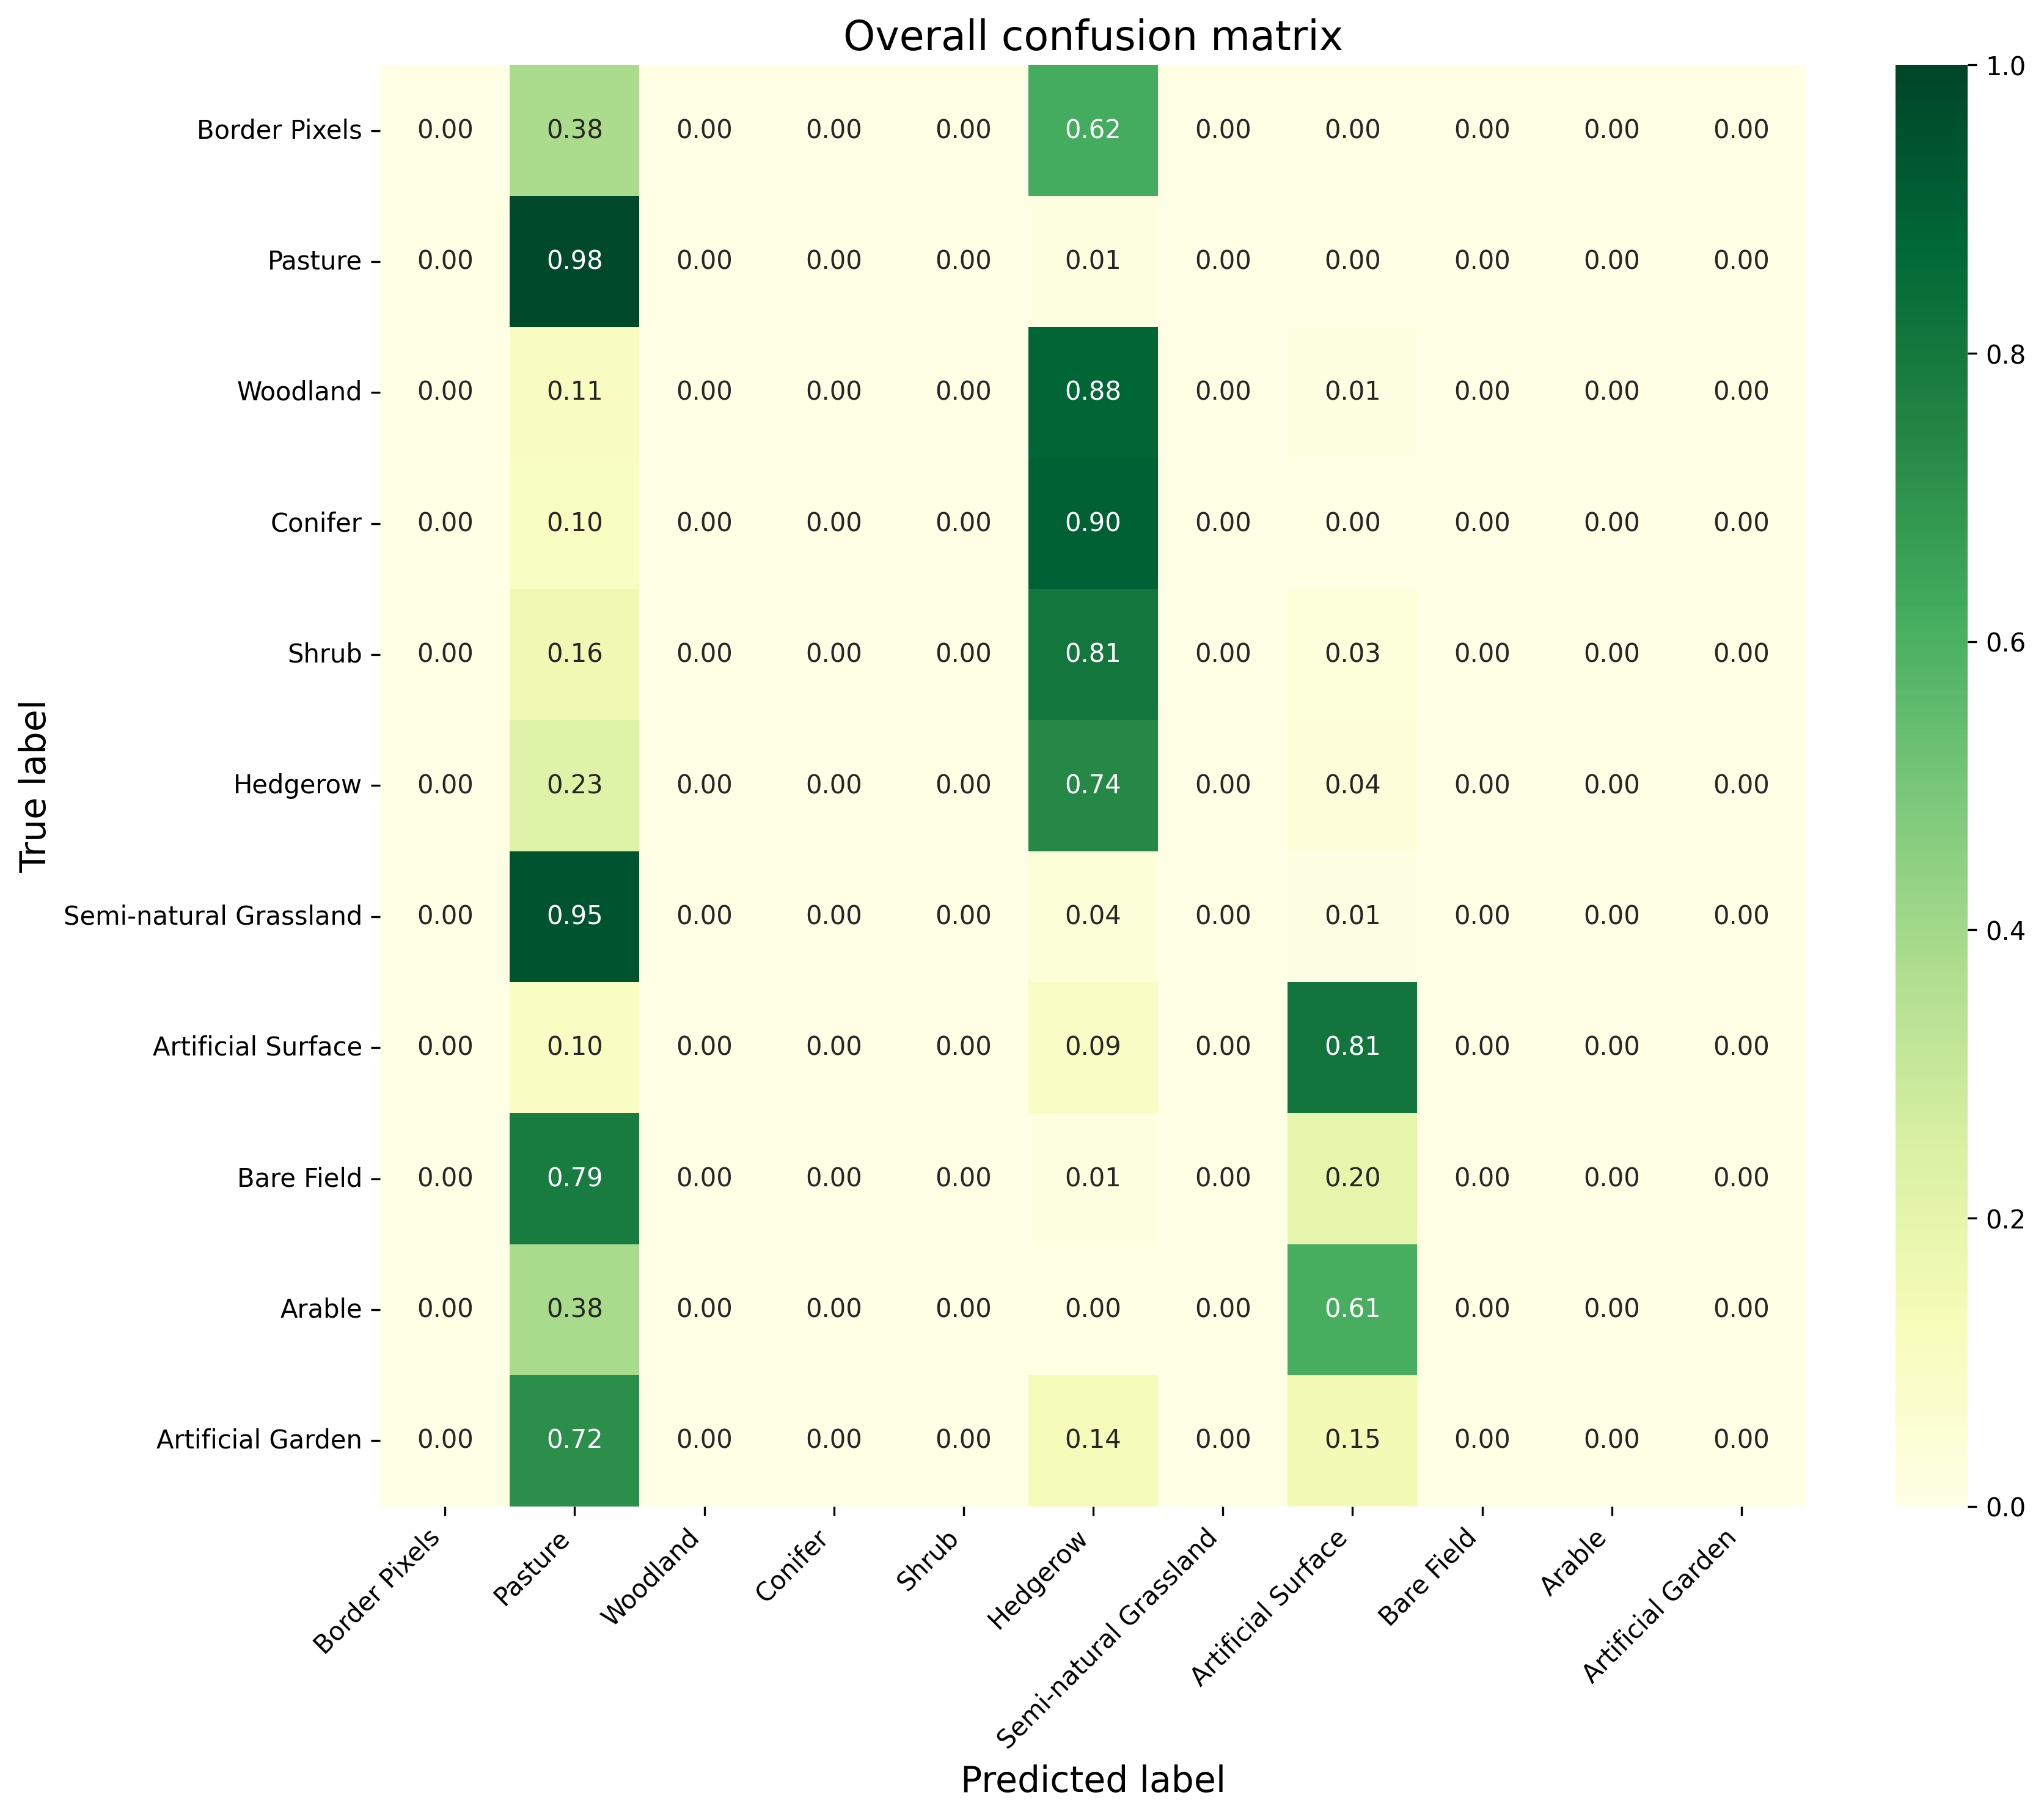 Overall confusion matrix
True label
Border Pixels 0.00 0.38 0.00 0.00 0.00 0.62 0.00 0.00 0.00 0.00 0.00
Pasture 0.00 0.98 0.00 0.00 0.00 0.01 0.00 0.00 0.00 0.00 0.00
Woodland 0.00 0.11 0.00 0.00 0.00 0.88 0.00 0.01 0.00 0.00 0.00
Conifer 0.00 0.10 0.00 0.00 0.00 0.90 0.00 0.00 0.00 0.00 0.00
Shrub 0.00 0.16 0.00 0.00 0.00 0.81 0.00 0.03 0.00 0.00 0.00
Hedgerow 0.00 0.23 0.00 0.00 0.00 0.74 0.00 0.04 0.00 0.00 0.00
Semi-natural Grassland 0.00 0.95 0.00 0.00 0.00 0.04 0.00 0.01 0.00 0.00 0.00
Artificial Surface 0.00 0.10 0.00 0.00 0.00 0.09 0.00 0.81 0.00 0.00 0.00
Bare Field 0.00 0.79 0.00 0.00 0.00 0.01 0.00 0.20 0.00 0.00 0.00
Arable 0.00 0.38 0.00 0.00 0.00 0.00 0.00 0.61 0.00 0.00 0.00
Artificial Garden 0.00 0.72 0.00 0.00 0.00 0.14 0.00 0.15 0.00 0.00 0.00
Border Pixels
Pasture
Woodland
Conifer
Shrub
Hedgerow
Semi-natural Grassland
Artificial Surface
Bare Field
Arable
Artificial Garden
Predicted label
1.0
0.8
0.6
0.4
0.2
0.0